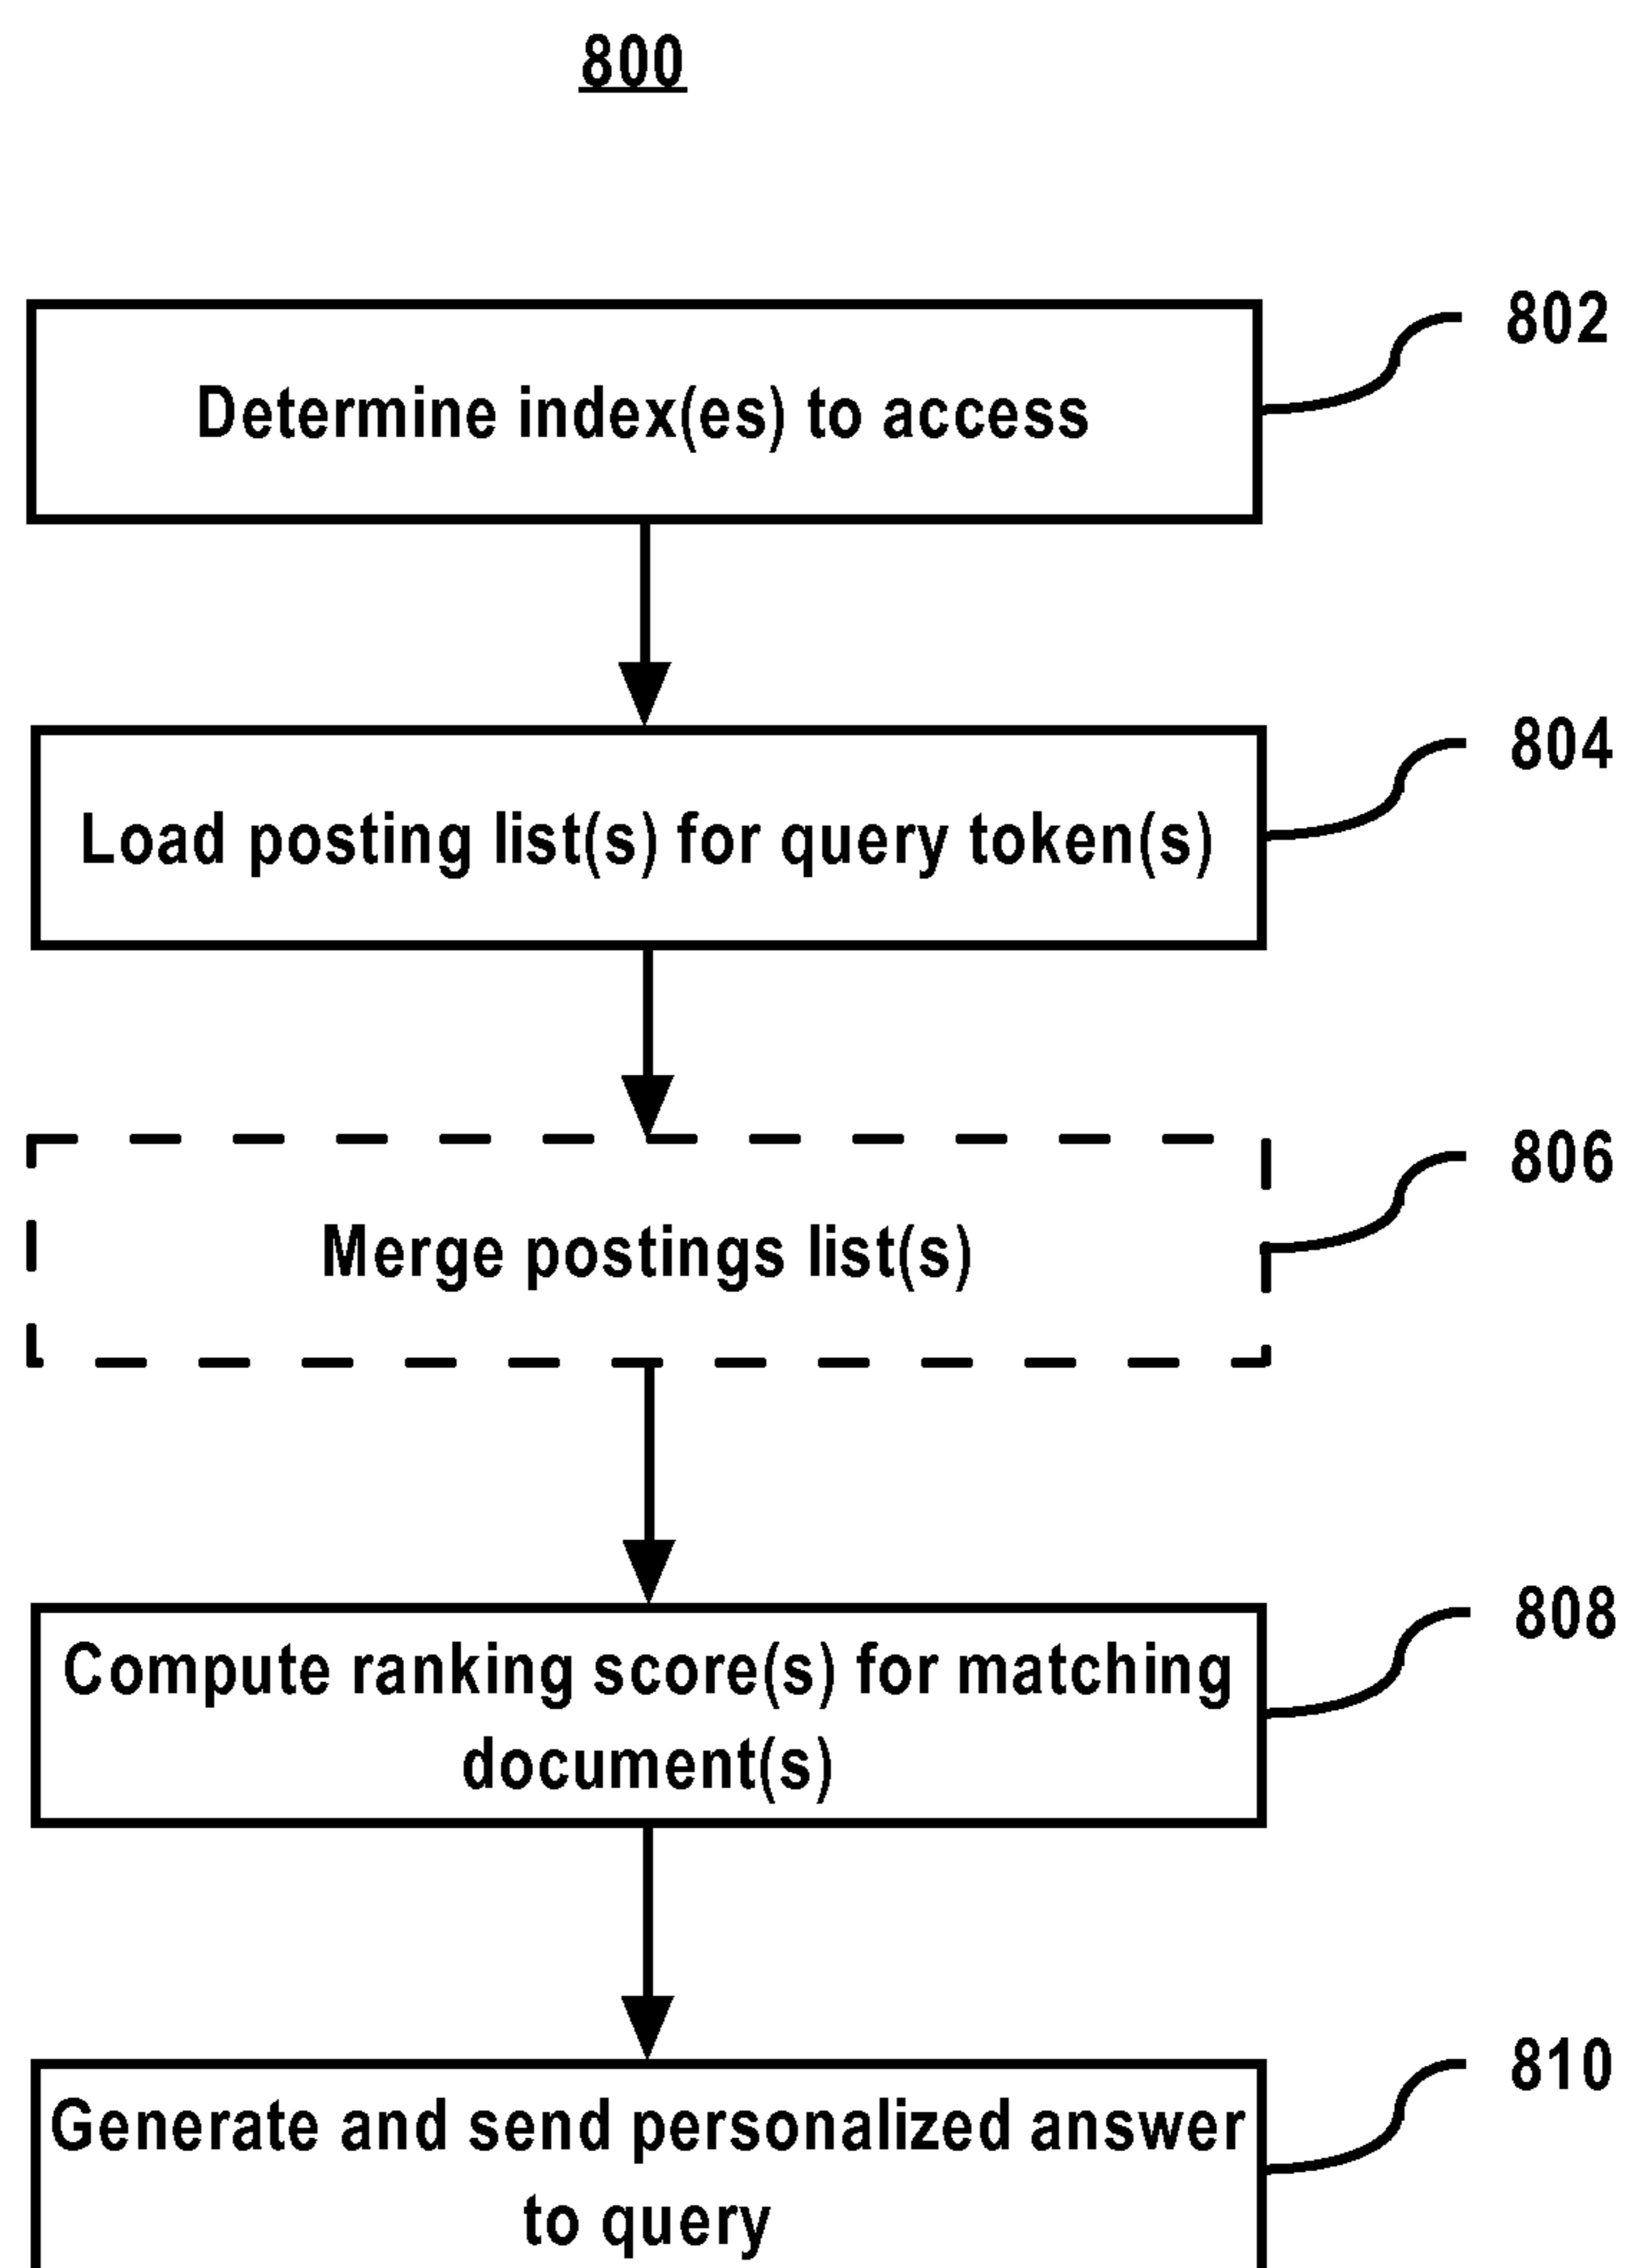 800
Determine index(es) to access
802
Load posting list(s) for query token(s)
804
Merge postings list(s)
806
Compute ranking score(s) for matching
document(s)
808
Generate and send personalized answer
to query
810